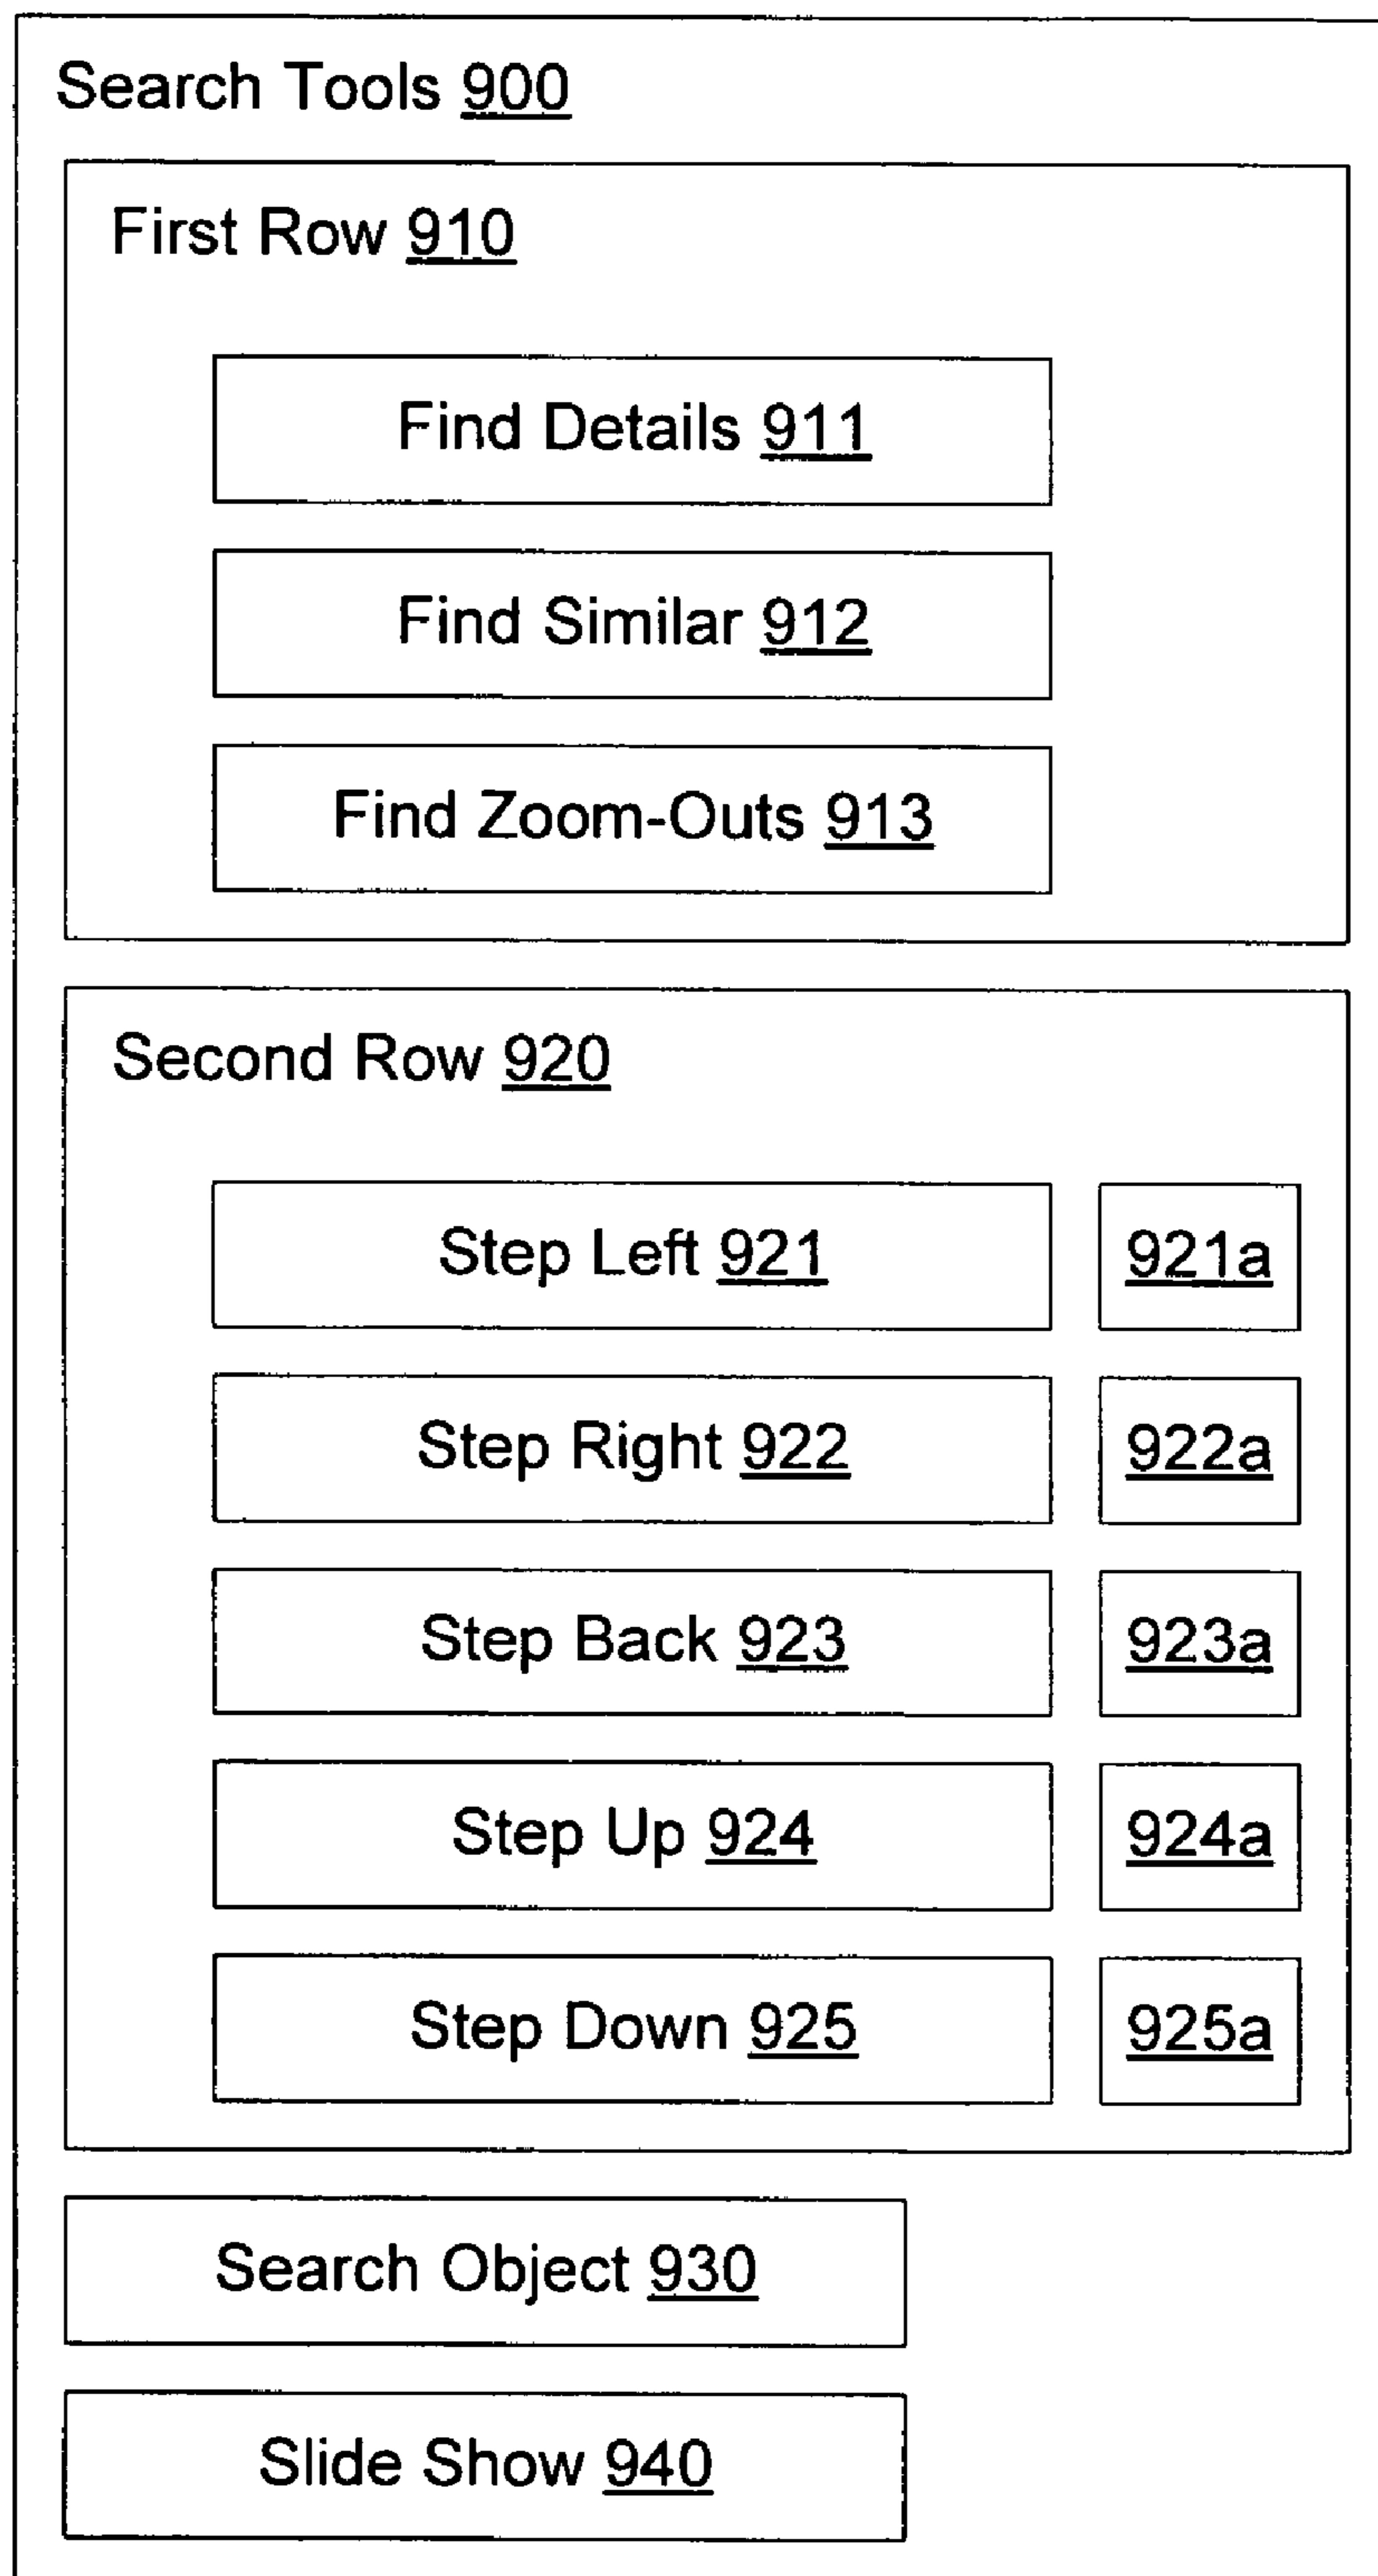 Search Tools 900
First Row 910
Find Details 911
Find Similar 912
Find Zoom-Outs 913
Second Row 920
Step Left 921 921a
Step Right 922 922a
Step Back 923 923a
Step Up 924 924a
Step Down 925 925a
Search Object 930
Slide Show 940